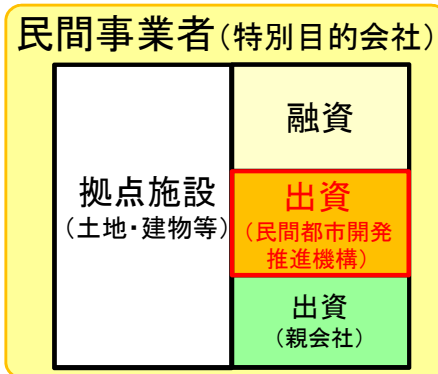 民間事業者(特別目的会社)
拠点施設
(土地・建物等)
融資
出資
(民間都市開発
推進機構)
出資
(親会社)